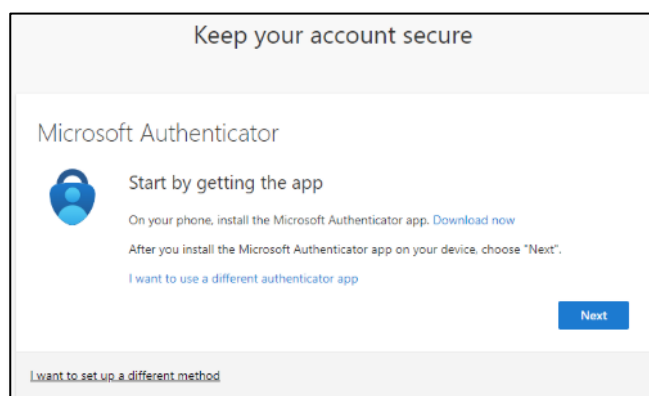 Keep your account secure
Microsoft Authenticator
Start by getting the app
On your phone, install the Microsoft Authenticator app. Download now
After you install the Microsoft Authenticator app on your device, choose "Next".
I want to use a different authenticator app
Next
I want to set up a different method